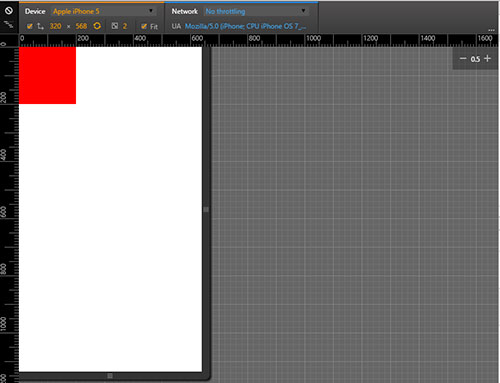 Device Apple iPhone 5 Network No throttling
320 × 568 2 Fit UA Mozilla/5.0 (iPhone; CPU iPhone OS 7_...
...
0 200 400 600 800 1000 1200 1400 1600
0.5
0
200
400
600
800
1000